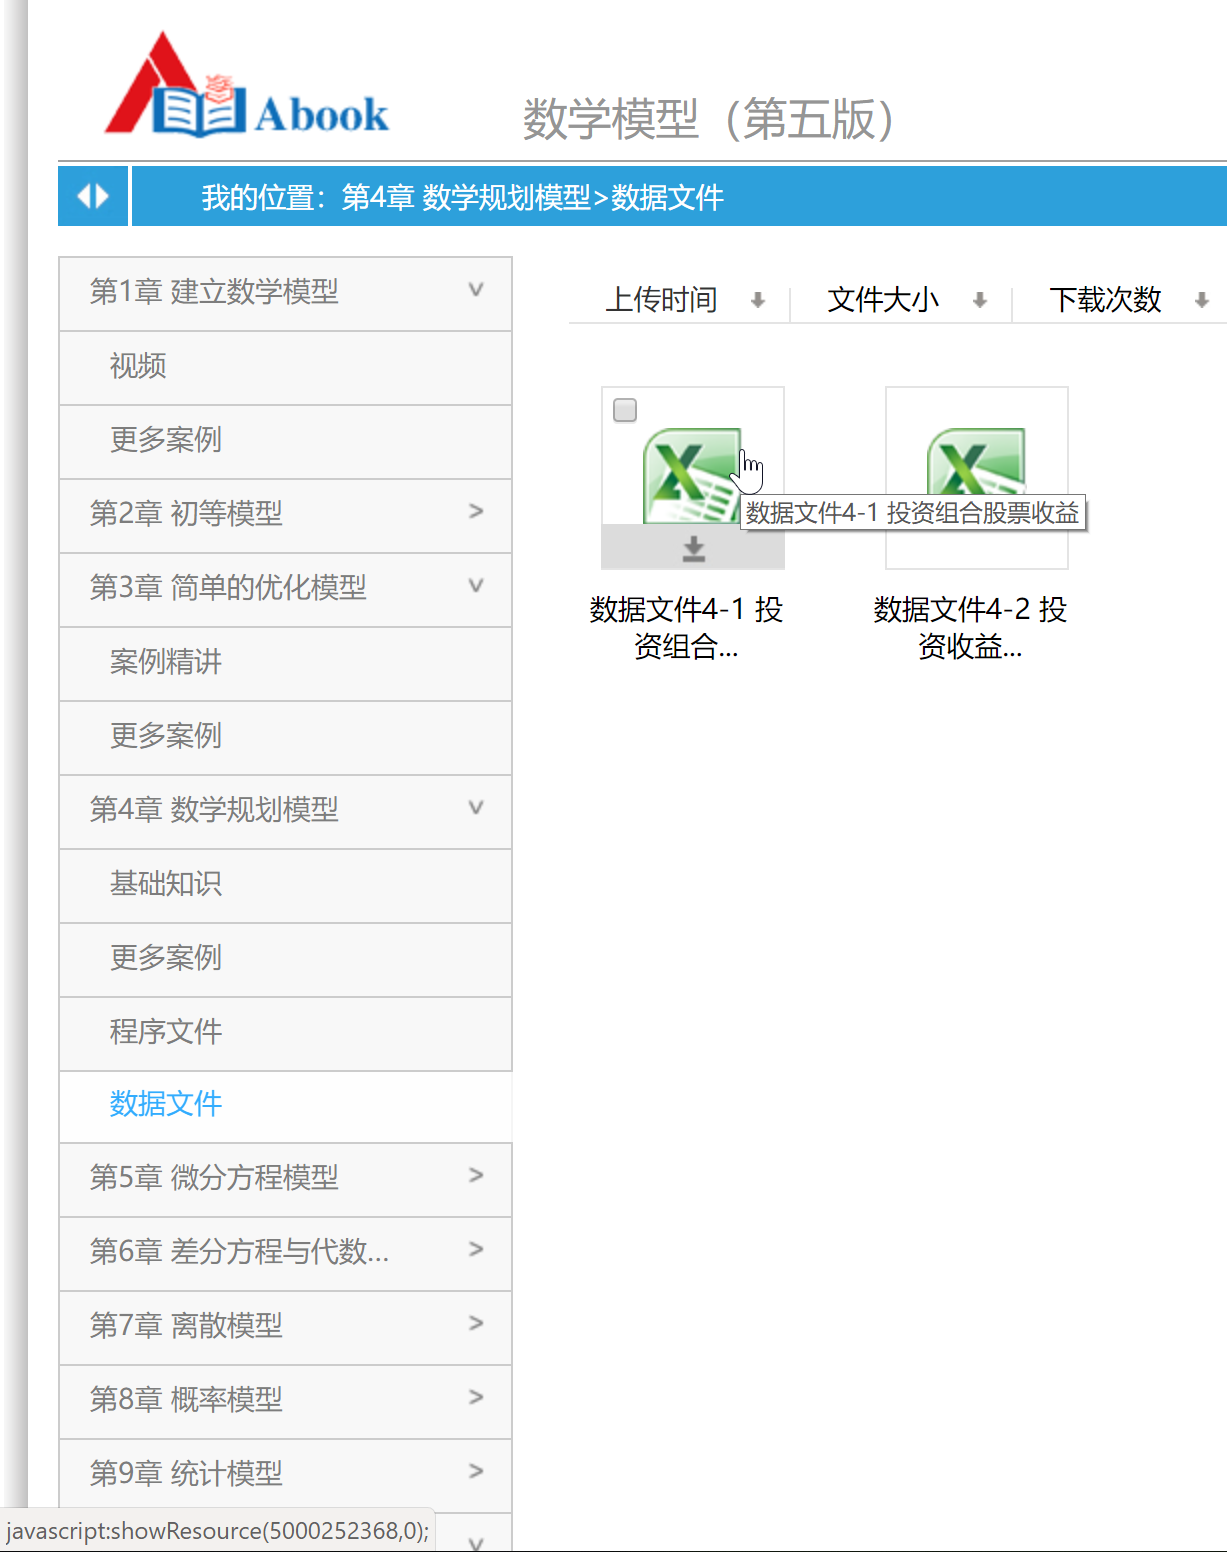 Abook
数学模型（第五版）
我的位置：第4章 数学规划模型>数据文件
第1章 建立数学模型
视频
更多案例
第2章 初等模型
第3章 简单的优化模型
案例精讲
更多案例
第4章 数学规划模型
基础知识
更多案例
程序文件
数据文件
第5章 微分方程模型
第6章 差分方程与代数...
第7章 离散模型
第8章 概率模型
第9章 统计模型
上传时间 文件大小 下载次数
数据文件4-1 投资组合股票收益
数据文件4-1 投
资组合...
数据文件4-2 投
资收益...
javascript:showResource(5000252368,0);